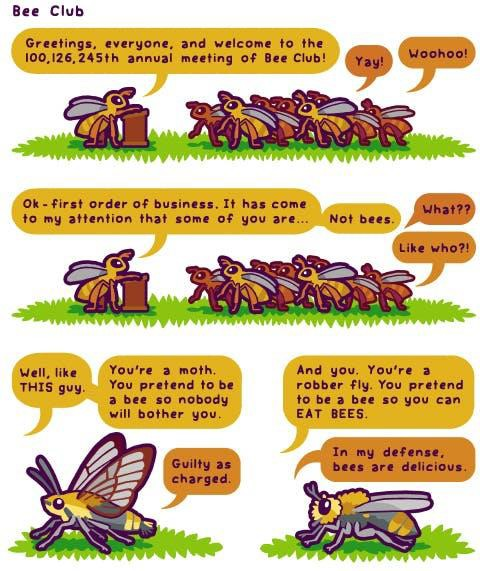 Bee Club
Greetings, everyone, and welcome to the
100,126,245th annual meeting of Bee Club!
Yay!
Woohoo!
Ok - first order of business. It has come
to my attention that some of you are...
Not bees.
What??
Like who?!
Well, like
THIS guy.
You're a moth.
You pretend to be
a bee so nobody
will bother you.
Guilty as
charged.
And you. You're a
robber fly. You pretend
to be a bee so you can
EAT BEES.
In my defense,
bees are delicious.